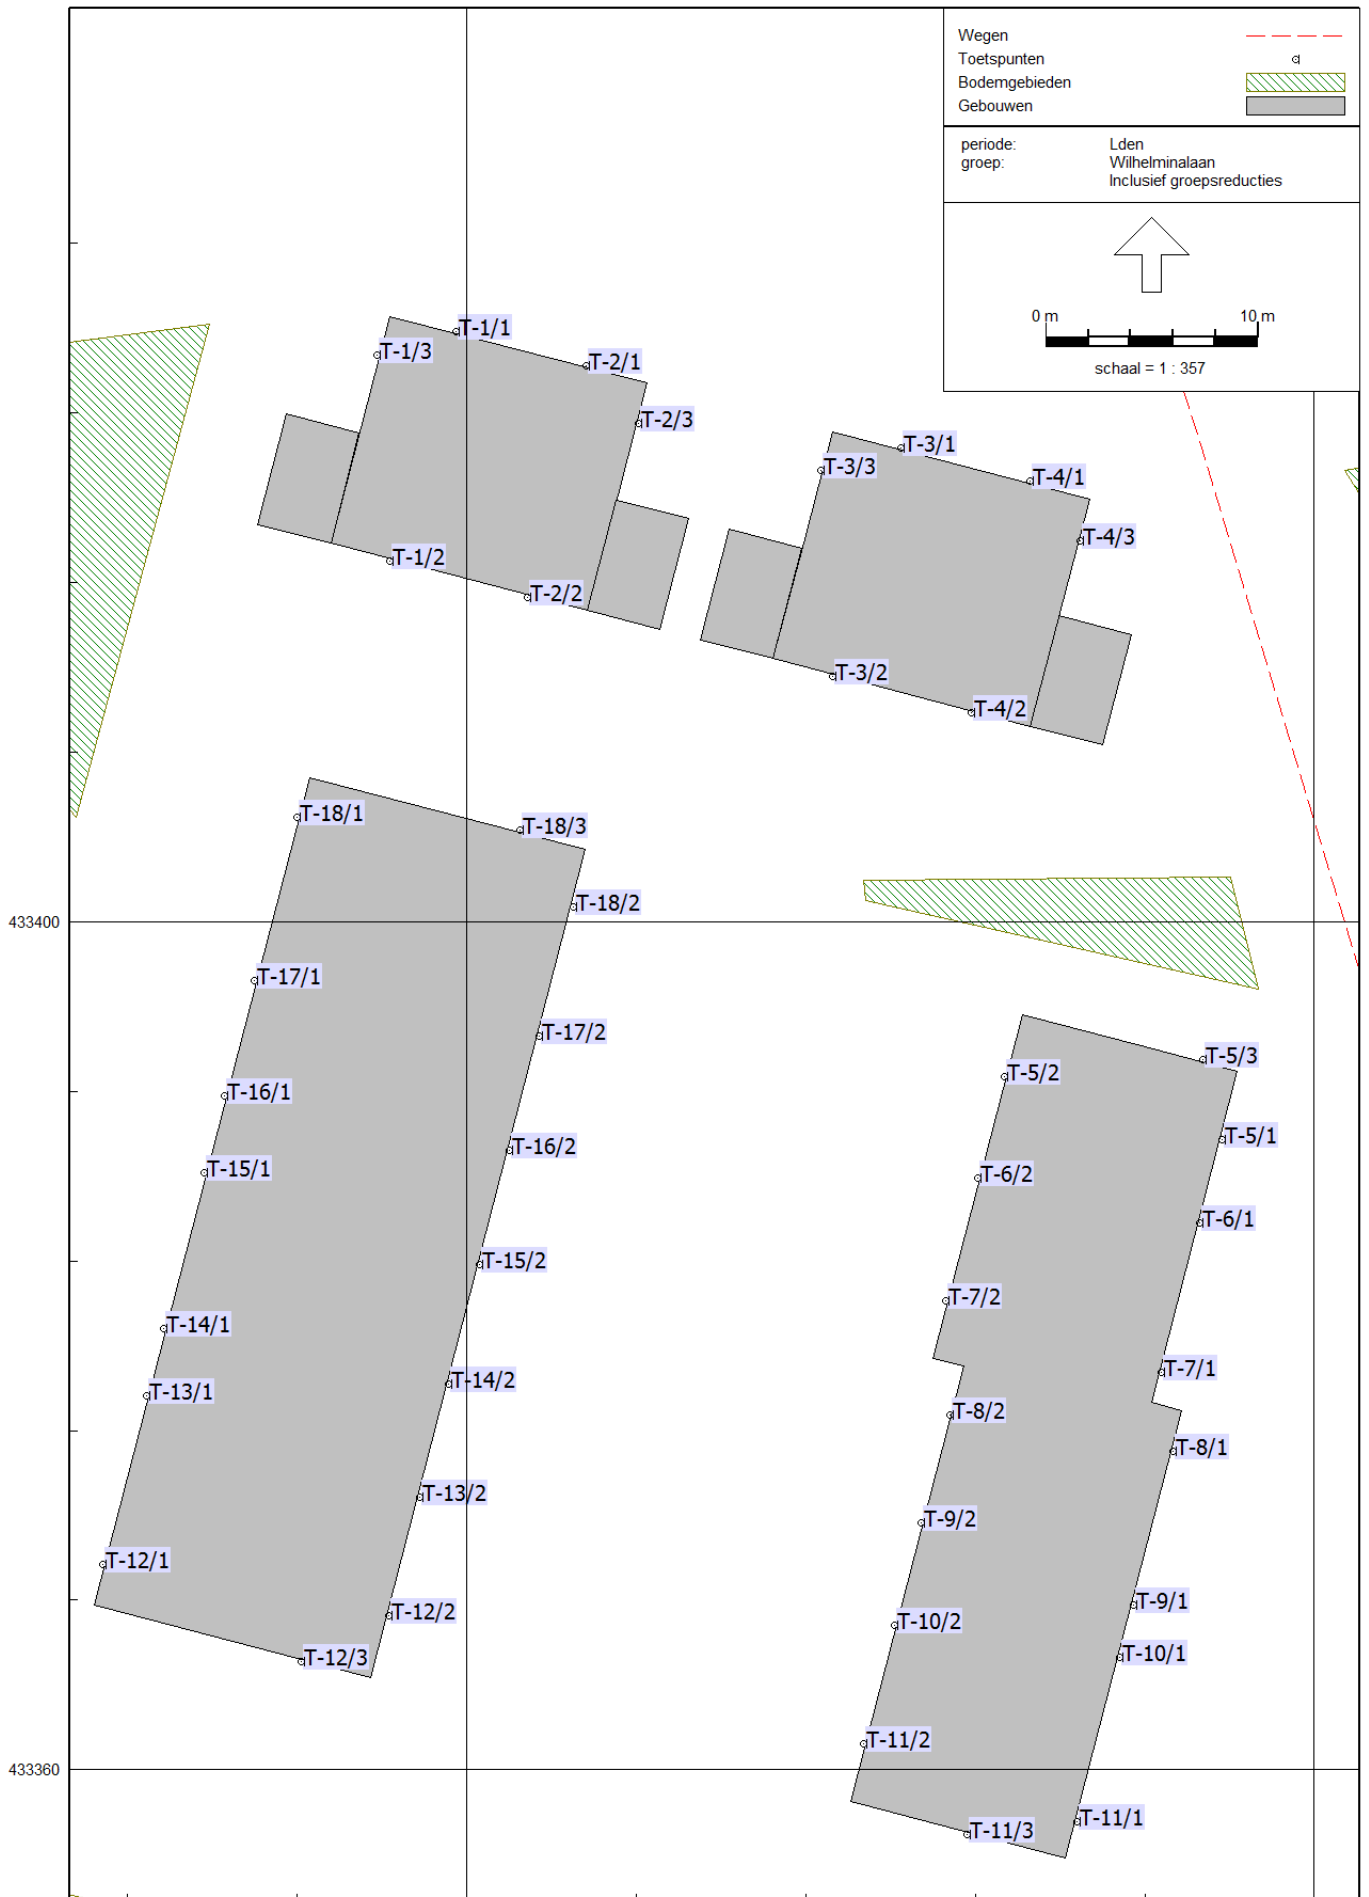 Wegen
Toetspunten
Bodemgebieden
Gebouwen
periode: Lden
groep: Wilhelminalaan
Inclusief groepsreducties
0 m 10 m
schaal = 1 : 357
T-1/1
T-1/3
T-2/1
T-2/3
T-3/1
T-3/3
T-4/1
T-4/3
T-1/2
T-2/2
T-3/2
T-4/2
T-18/1
T-18/3
T-18/2
433400
T-17/1
T-17/2
T-5/3
T-5/2
T-16/1
T-5/1
T-16/2
T-15/1
T-6/2
T-6/1
T-15/2
T-7/2
T-14/1
T-7/1
T-14/2
T-13/1
T-8/2
T-8/1
T-13/2
T-9/2
T-12/1
T-9/1
T-12/2
T-10/2
T-12/3
T-10/1
T-11/2
433360
T-11/1
T-11/3